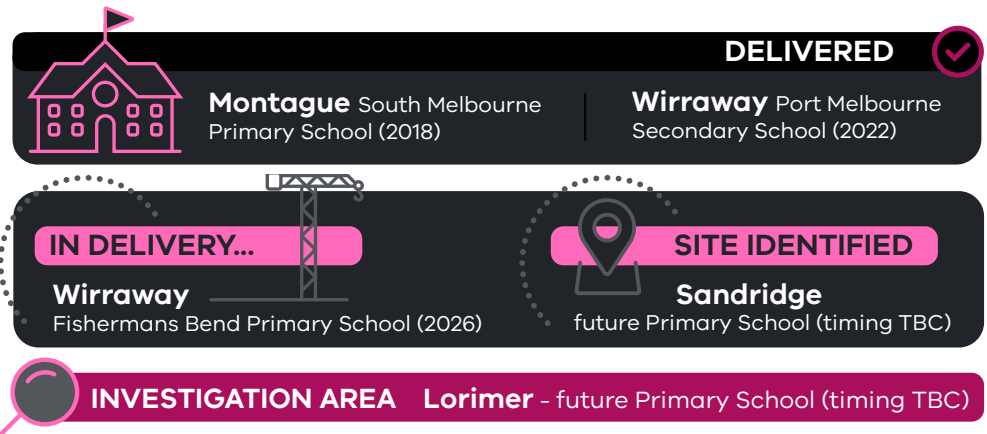 DELIVERED
Montague South Melbourne
Primary School (2018)
Wirraway Port Melbourne
Secondary School (2022)
IN DELIVERY...
Wirraway
Fishermans Bend Primary School (2026)
SITE IDENTIFIED
Sandridge
future Primary School (timing TBC)
INVESTIGATION AREA Lorimer - future Primary School (timing TBC)